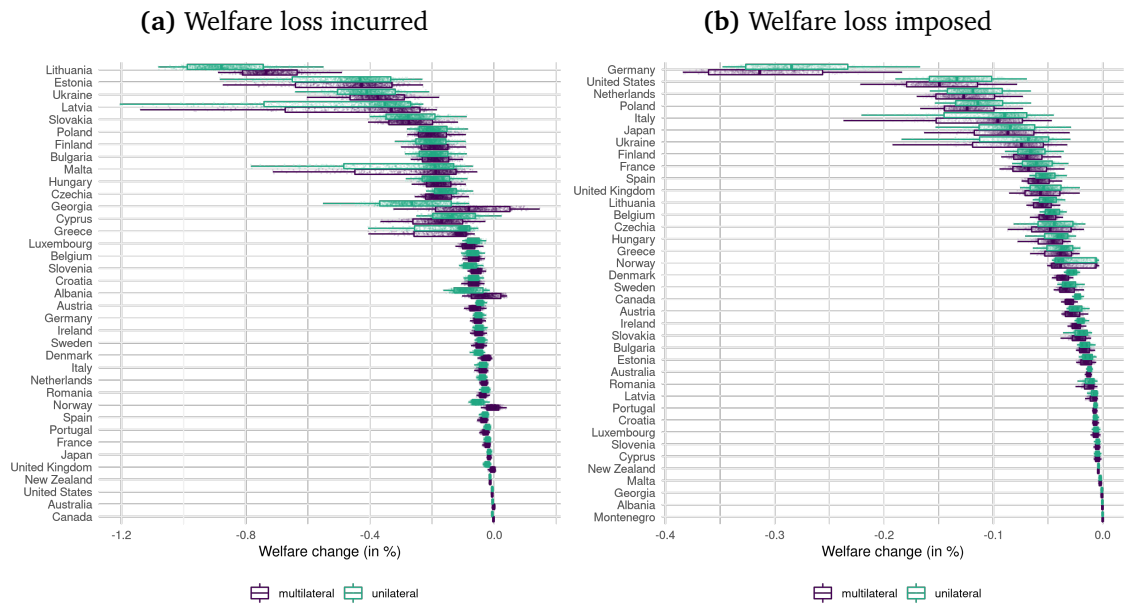 (a) Welfare loss incurred
Lithuania
Estonia
Ukraine
Latvia
Slovakia
Poland
Finland
Bulgaria
Malta
Hungary
Czechia
Georgia
Cyprus
Greece
Luxembourg
Belgium
Slovenia
Croatia
Albania
Austria
Germany
Ireland
Sweden
Denmark
Italy
Netherlands
Romania
Norway
Spain
Portugal
France
Japan
United Kingdom
New Zealand
United States
Australia
Canada
-1.2 -0.8 -0.4 0.0
Welfare change (in %)
multilateral unilateral
(b) Welfare loss imposed
Germany
United States
Netherlands
Poland
Italy
Japan
Ukraine
Finland
France
Spain
United Kingdom
Lithuania
Belgium
Czechia
Hungary
Greece
Norway
Denmark
Sweden
Canada
Austria
Ireland
Slovakia
Bulgaria
Estonia
Australia
Romania
Latvia
Portugal
Croatia
Luxembourg
Slovenia
Cyprus
New Zealand
Malta
Georgia
Albania
Montenegro
-0.4 -0.3 -0.2 -0.1 0.0
Welfare change (in %)
multilateral unilateral